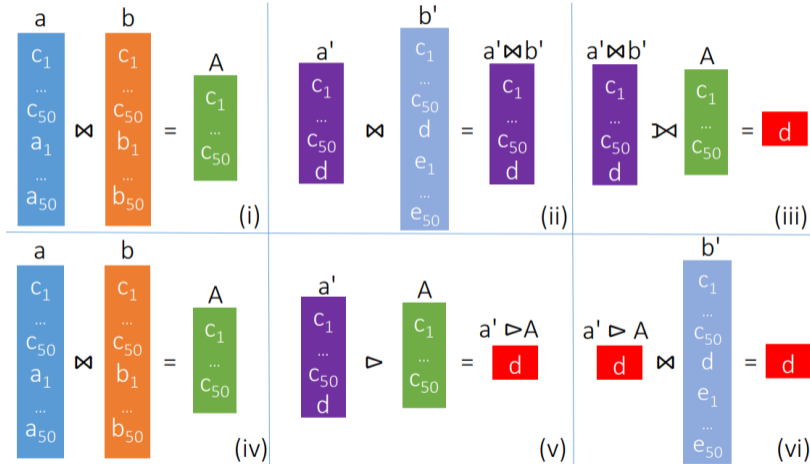 a b
c₁ c₁ A
... ... c₁
c₅₀ ⋈ c₅₀ = ...
a₁ b₁ c₅₀
... ...
a₅₀ b₅₀ (i)
b'
a' c₁ a'⋈b'
c₁ ... c₁
... c₅₀ ...
c₅₀ ⋈ d = c₅₀
d e₁ d
...
e₅₀ (ii)
a'⋈b' A
c₁ c₁
... ...
c₅₀ c₅₀ = d
d
(iii)
a b
c₁ c₁ A
... ... c₁
c₅₀ ⋈ c₅₀ = ...
a₁ b₁ c₅₀
... ...
a₅₀ b₅₀ (iv)
a' A
c₁ c₁ a' ⊳A
... ⊳ ... = d
c₅₀ c₅₀
d
(v)
b'
c₁
...
a' ⊳ A c₅₀
d ⋈ d = d
e₁
...
e₅₀ (vi)